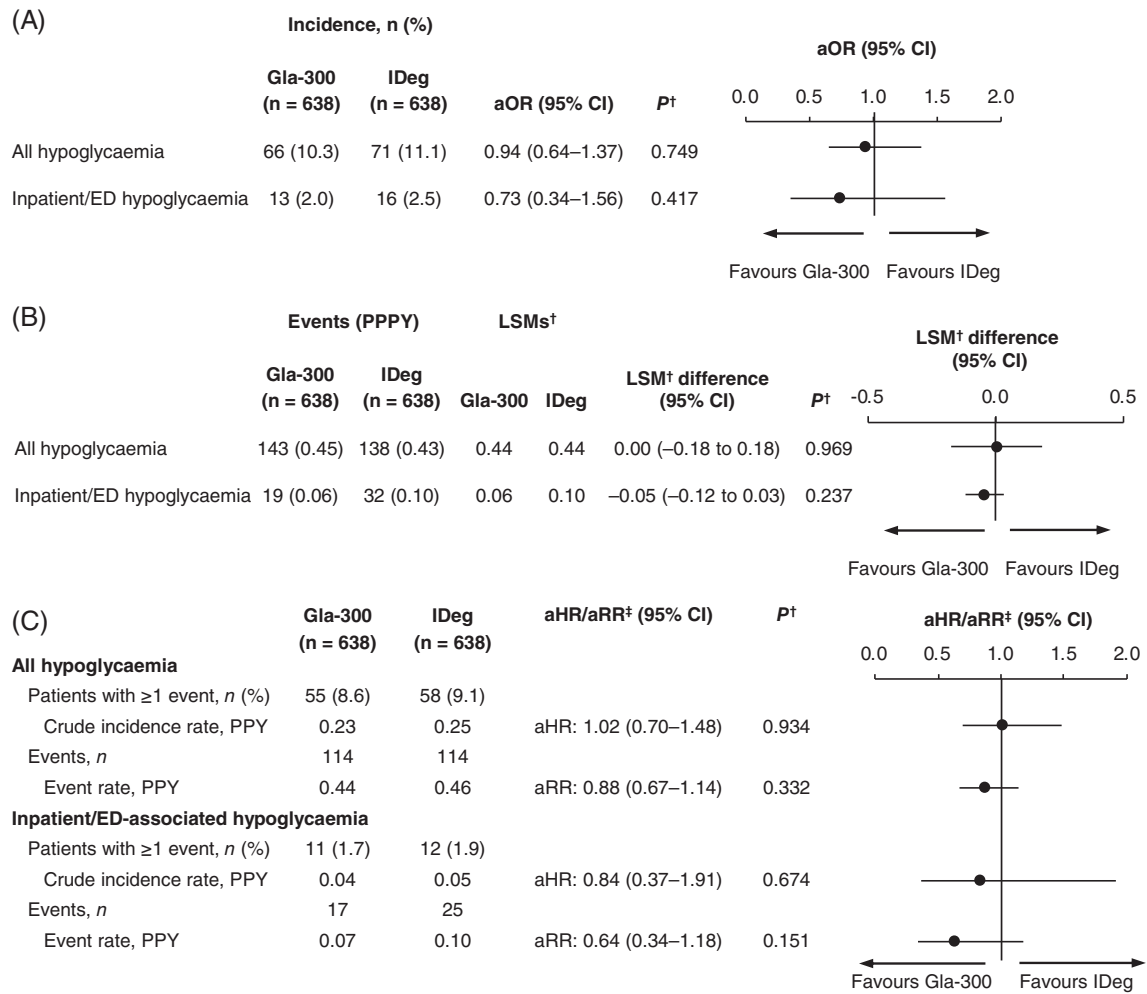 (A)
Incidence, n (%)
aOR (95% CI)
Gla-300 IDeg
(n = 638) (n = 638) aOR (95% CI) P†
0.0 0.5 1.0 1.5 2.0
All hypoglycaemia 66 (10.3) 71 (11.1) 0.94 (0.64–1.37) 0.749
Inpatient/ED hypoglycaemia 13 (2.0) 16 (2.5) 0.73 (0.34–1.56) 0.417
Favours Gla-300 Favours IDeg
(B)
Events (PPPY) LSMs†
LSM† difference
(95% CI)
Gla-300 IDeg LSM† difference
(n = 638) (n = 638) Gla-300 IDeg (95% CI) P†
-0.5 0.0 0.5
All hypoglycaemia 143 (0.45) 138 (0.43) 0.44 0.44 0.00 (–0.18 to 0.18) 0.969
Inpatient/ED hypoglycaemia 19 (0.06) 32 (0.10) 0.06 0.10 –0.05 (–0.12 to 0.03) 0.237
Favours Gla-300 Favours IDeg
(C)
Gla-300 IDeg aHR/aRR‡ (95% CI) P† aHR/aRR‡ (95% CI)
(n = 638) (n = 638)
0.0 0.5 1.0 1.5 2.0
All hypoglycaemia
Patients with ≥1 event, n (%) 55 (8.6) 58 (9.1)
Crude incidence rate, PPY 0.23 0.25 aHR: 1.02 (0.70–1.48) 0.934
Events, n 114 114
Event rate, PPY 0.44 0.46 aRR: 0.88 (0.67–1.14) 0.332
Inpatient/ED-associated hypoglycaemia
Patients with ≥1 event, n (%) 11 (1.7) 12 (1.9)
Crude incidence rate, PPY 0.04 0.05 aHR: 0.84 (0.37–1.91) 0.674
Events, n 17 25
Event rate, PPY 0.07 0.10 aRR: 0.64 (0.34–1.18) 0.151
Favours Gla-300 Favours IDeg